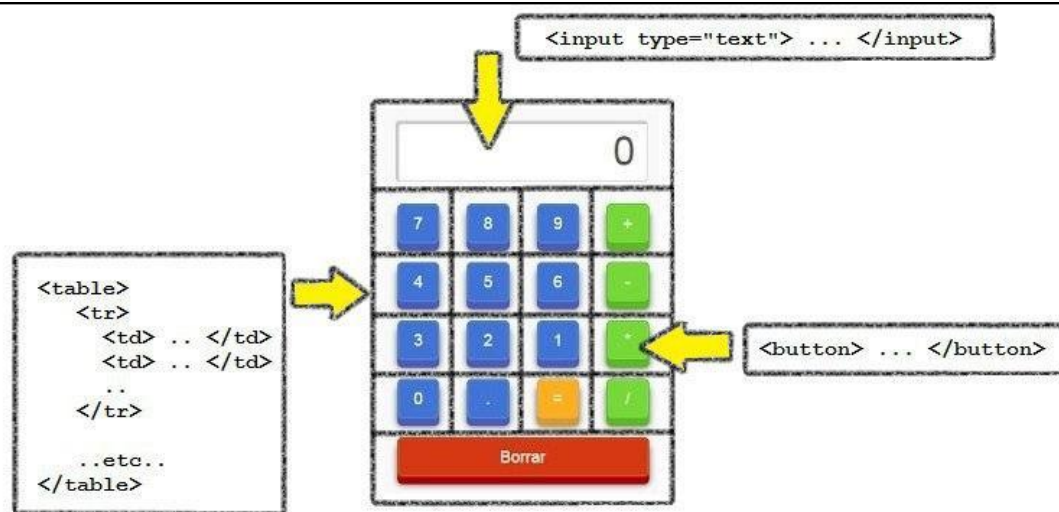 <input type="text"> ... </input>
0
7 8 9 +
4 5 6 -
3 2 1 *
0 . = /
Borrar
<table>
<tr>
<td> .. </td>
<td> .. </td>
..
</tr>
..etc..
</table>
<button> ... </button>